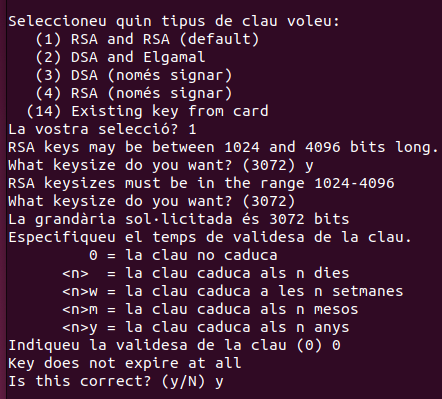 Seleccioneu quin tipus de clau voleu:
   (1) RSA and RSA (default)
   (2) DSA and Elgamal
   (3) DSA (només signar)
   (4) RSA (només signar)
  (14) Existing key from card
La vostra selecció? 1
RSA keys may be between 1024 and 4096 bits long.
What keysize do you want? (3072) y
RSA keysizes must be in the range 1024-4096
What keysize do you want? (3072)
La grandària sol·licitada és 3072 bits
Especifiqueu el temps de validesa de la clau.
         0 = la clau no caduca
      <n>  = la clau caduca als n dies
      <n>w = la clau caduca a les n setmanes
      <n>m = la clau caduca als n mesos
      <n>y = la clau caduca als n anys
Indiqueu la validesa de la clau (0) 0
Key does not expire at all
Is this correct? (y/N) y